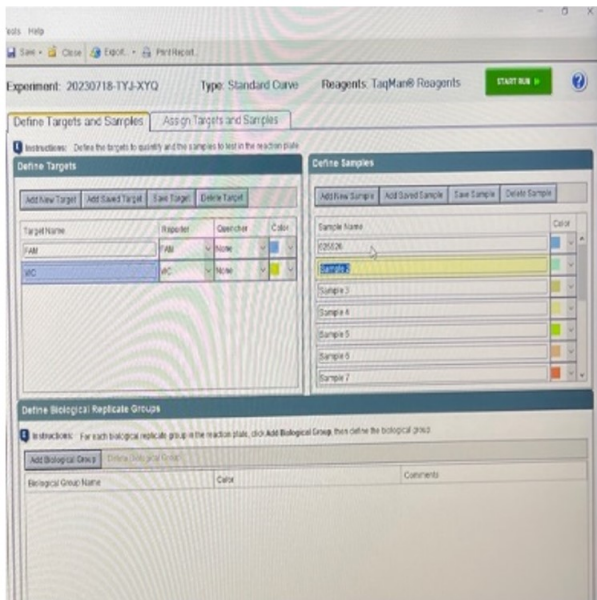 Help
Save Close Export... Print Report...
Experiment: 20230718-TYJ-XYQ Type: Standard Curve Reagents: TaqMan® Reagents START RUN
Define Targets and Samples Assign Targets and Samples
Instructions: Define the targets to quantify and the samples to test in the reaction plate
Define Targets Define Samples
Add New Target Add Saved Target Save Target Delete Target Add New Sample Add Saved Sample Save Sample Delete Sample
Target Name Reporter Quencher Color Sample Name Color
FAM FAM None
VIC VIC None Sample 2
Sample 3
Sample 4
Sample 5
Sample 6
Sample 7
Define Biological Replicate Groups
Instructions: For each biological replicate group in the reaction plate, click Add Biological Group, then define the biological group
Add Biological Group Delete Biological Group
Biological Group Name Color Comments